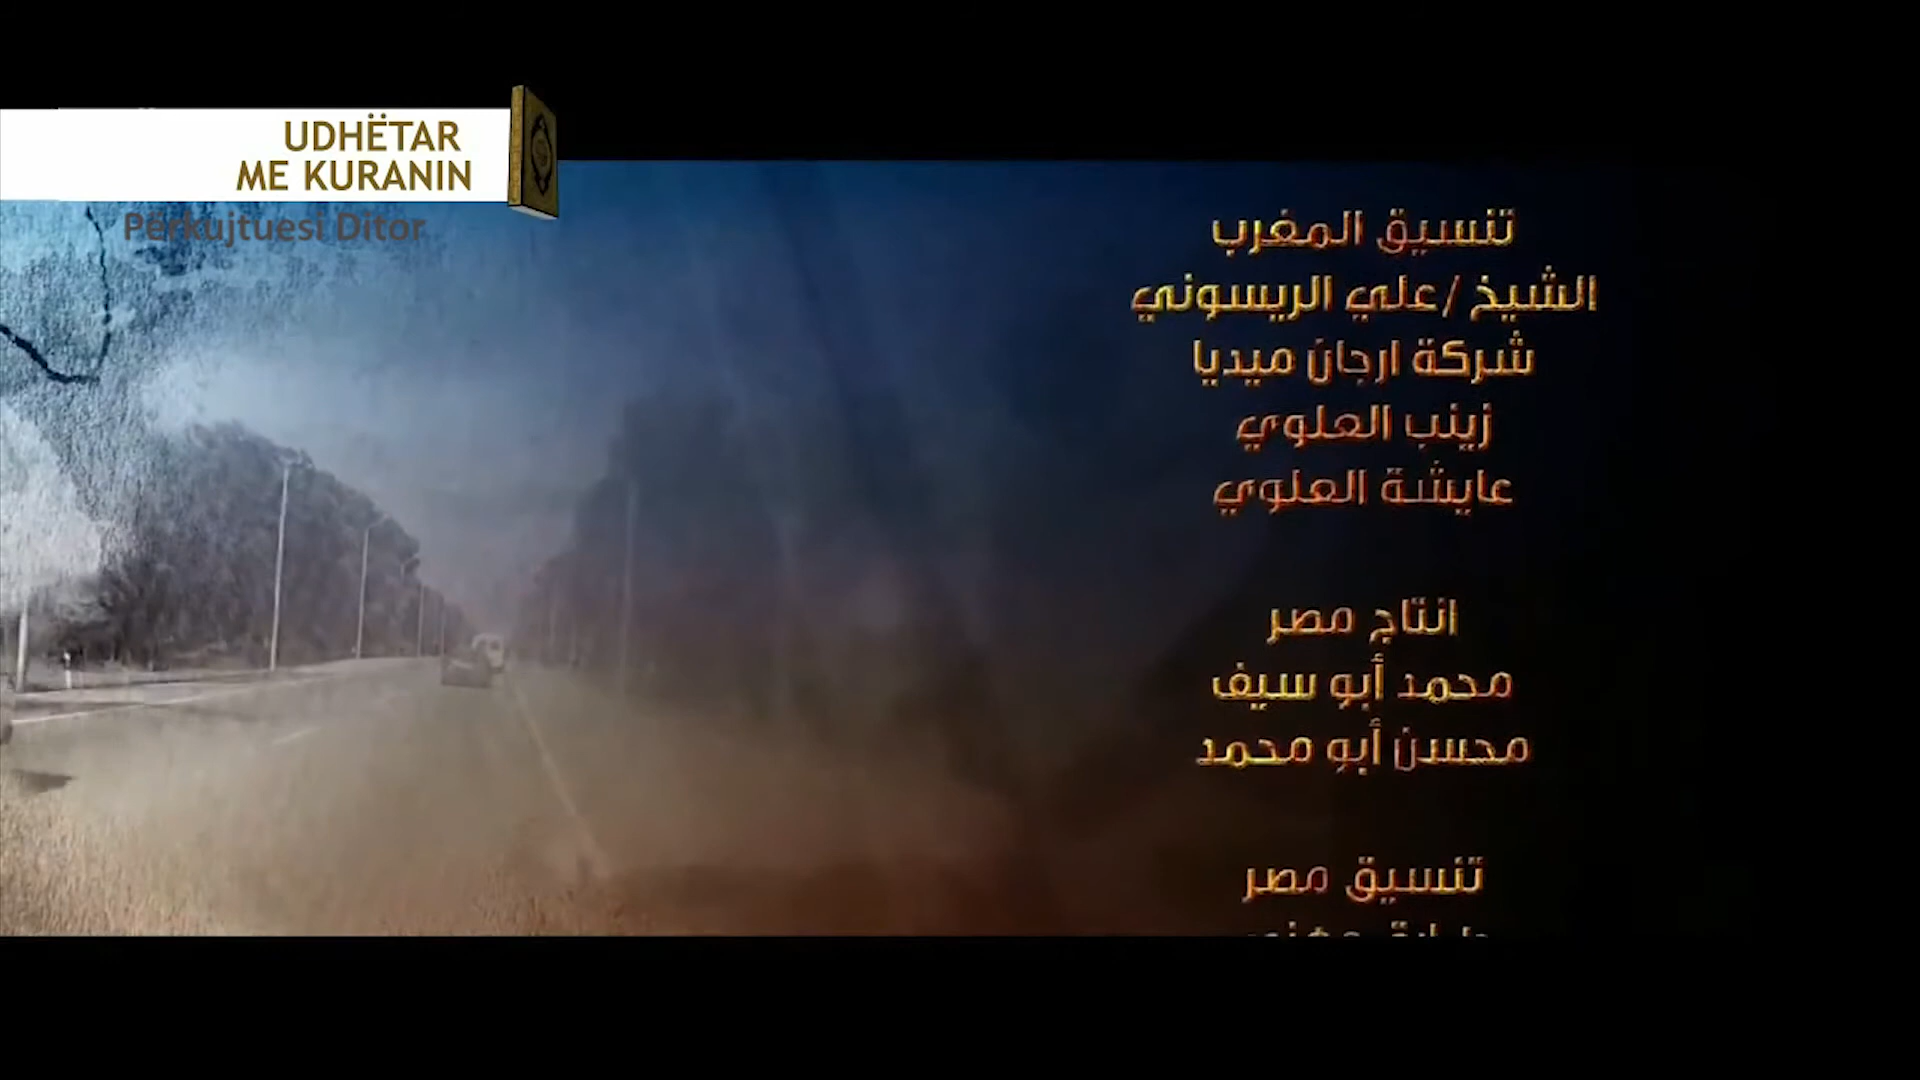 UDHËTAR
ME KURANIN
Përkujtuesi Ditor
تنسيق المغرب
الشيخ /علي الريسوني
شركة ارجان ميديا
زينب العلوي
عايشة العلوي
انتاج مصر
محمد أبو سيف
محسن أبو محمد
تنسيق مصر